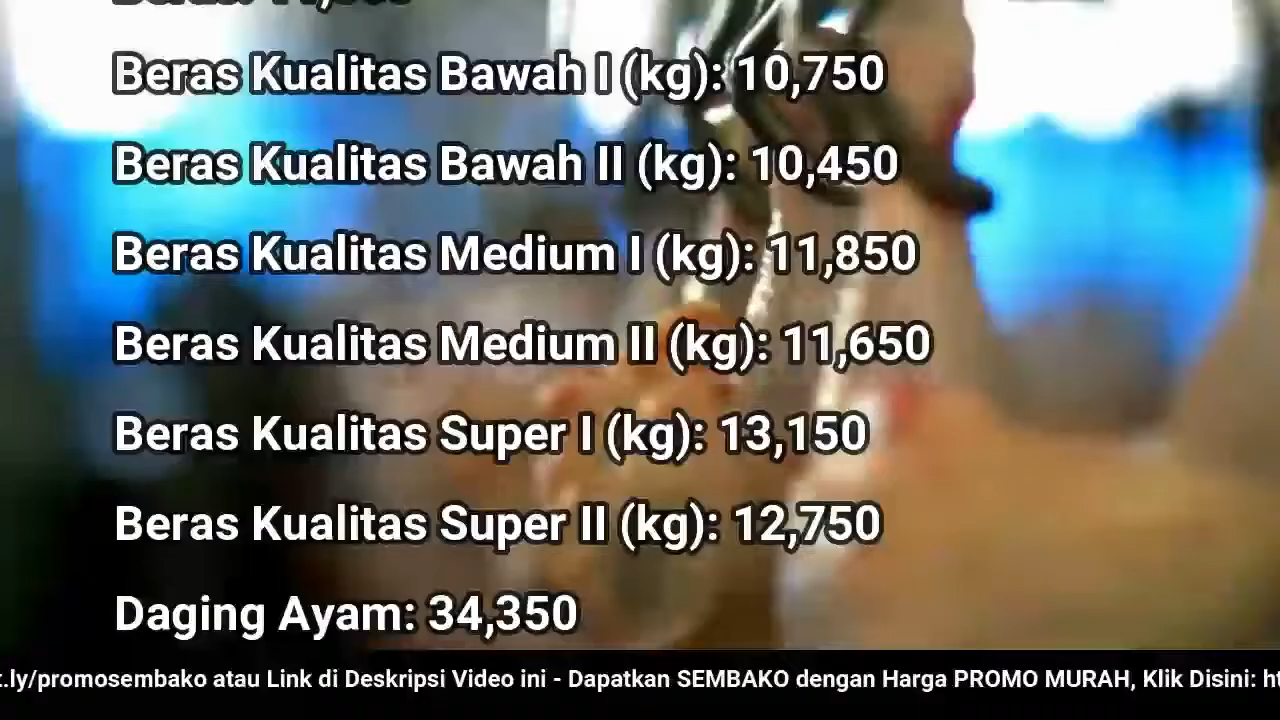 Beras Kualitas Bawah I (kg): 10,750
Beras Kualitas Bawah II (kg): 10,450
Beras Kualitas Medium I (kg): 11,850
Beras Kualitas Medium II (kg): 11,650
Beras Kualitas Super I (kg): 13,150
Beras Kualitas Super II (kg): 12,750
Daging Ayam: 34,350
t.ly/promosembako atau Link di Deskripsi Video ini - Dapatkan SEMBAKO dengan Harga PROMO MURAH, Klik Disini: ht